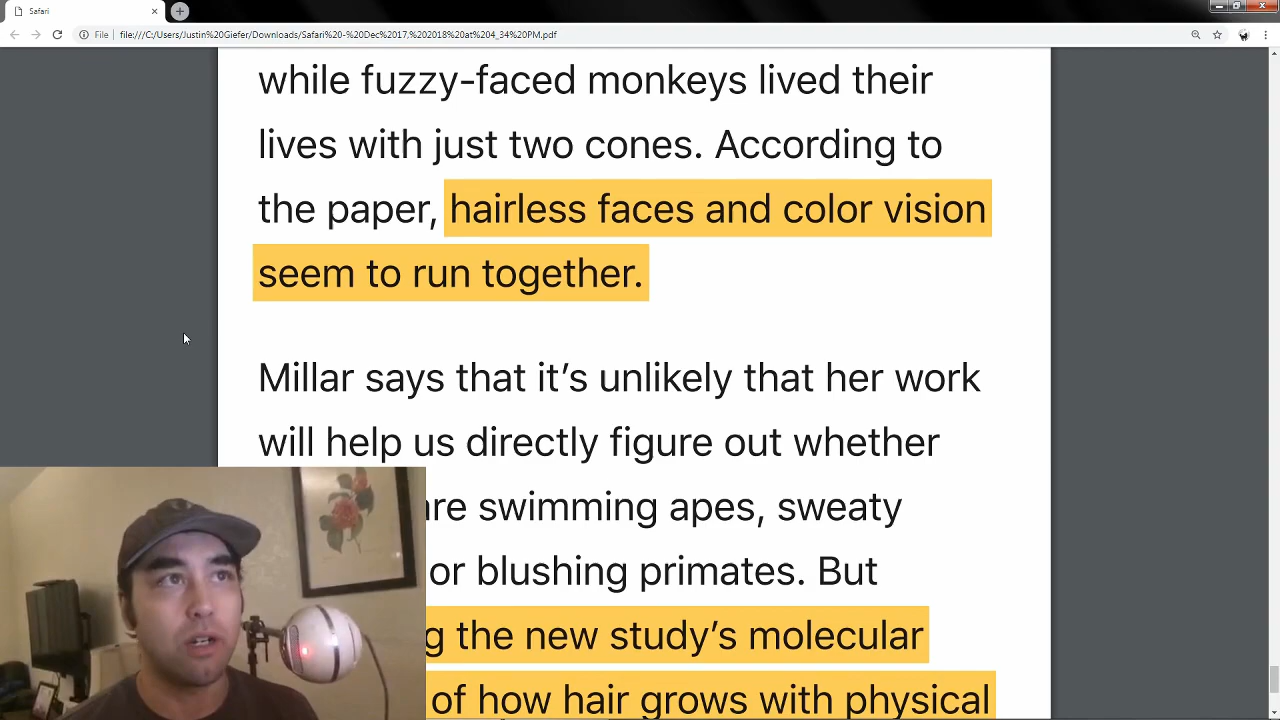 Safari
File | file:///C:/Users/Justin%20Giefer/Downloads/Safari%20-%20Dec%2017,%202018%20at%204_34%20PM.pdf
while fuzzy-faced monkeys lived their
lives with just two cones. According to
the paper, hairless faces and color vision
seem to run together.
Millar says that it’s unlikely that her work
will help us directly figure out whether
are swimming apes, sweaty
or blushing primates. But
the new study’s molecular
of how hair grows with physical